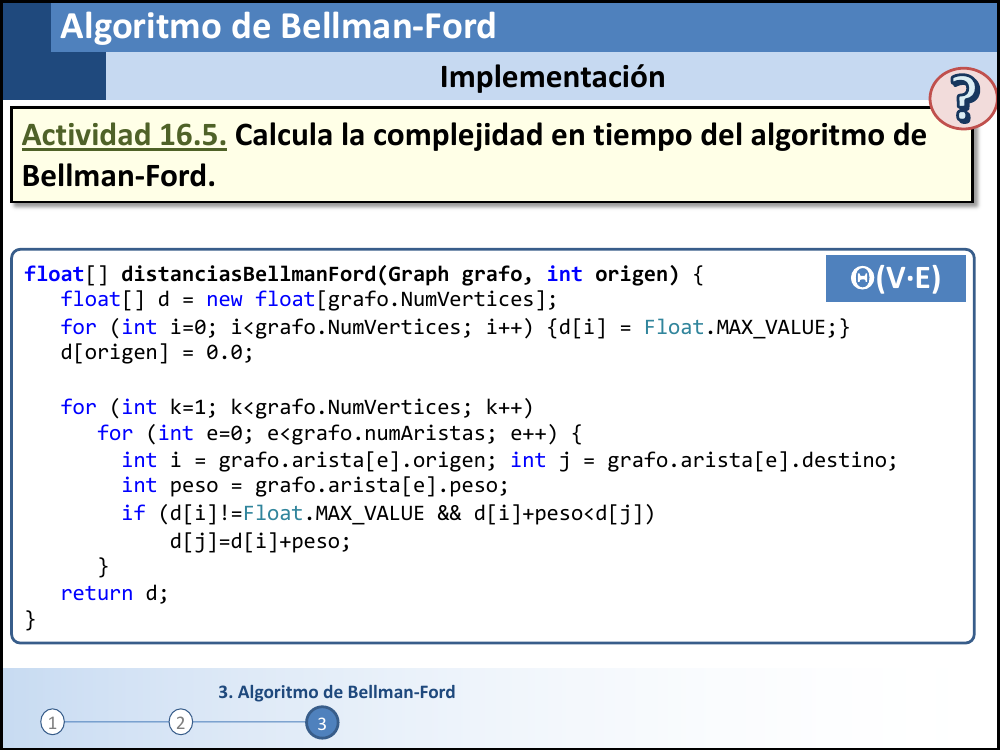 Algoritmo de Bellman-Ford
Implementación
?
Actividad 16.5. Calcula la complejidad en tiempo del algoritmo de
Bellman-Ford.
Θ(V·E)
float[] distanciasBellmanFord(Graph grafo, int origen) {
   float[] d = new float[grafo.NumVertices];
   for (int i=0; i<grafo.NumVertices; i++) {d[i] = Float.MAX_VALUE;}
   d[origen] = 0.0;
   for (int k=1; k<grafo.NumVertices; k++)
      for (int e=0; e<grafo.numAristas; e++) {
        int i = grafo.arista[e].origen; int j = grafo.arista[e].destino;
        int peso = grafo.arista[e].peso;
        if (d[i]!=Float.MAX_VALUE && d[i]+peso<d[j])
            d[j]=d[i]+peso;
      }
   return d;
}
3. Algoritmo de Bellman-Ford
1 2 3